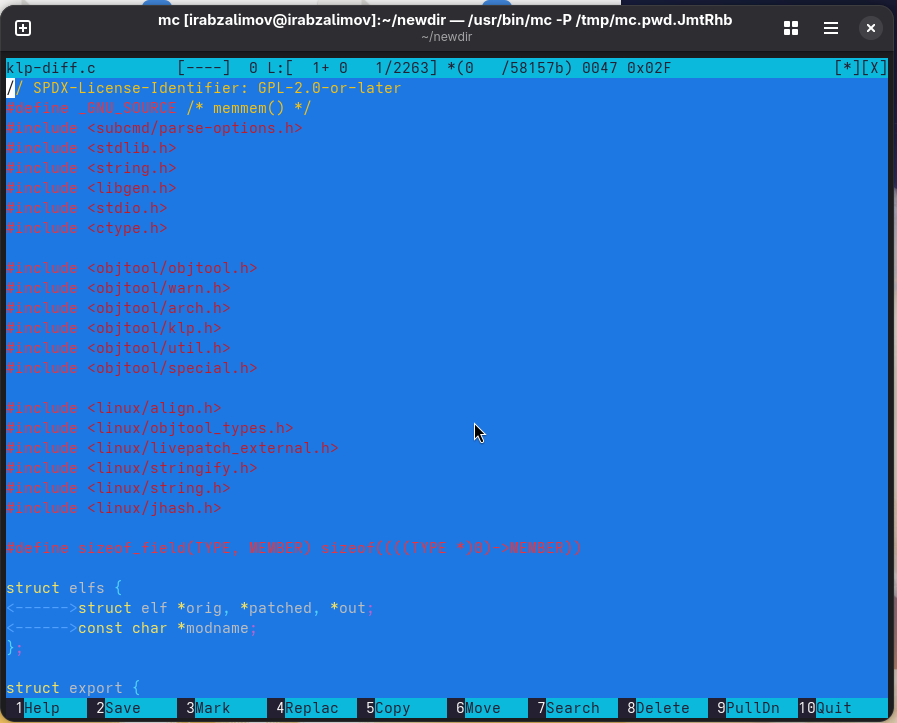 mc [irabzalimov@irabzalimov]:~/newdir — /usr/bin/mc -P /tmp/mc.pwd.JmtRhb
~/newdir
klp-diff.c [----] 0 L:[ 1+ 0 1/2263] *(0 /58157b) 0047 0x02F [*][X]
// SPDX-License-Identifier: GPL-2.0-or-later
#define _GNU_SOURCE /* memmem() */
#include <subcmd/parse-options.h>
#include <stdlib.h>
#include <string.h>
#include <libgen.h>
#include <stdio.h>
#include <ctype.h>
#include <objtool/objtool.h>
#include <objtool/warn.h>
#include <objtool/arch.h>
#include <objtool/klp.h>
#include <objtool/util.h>
#include <objtool/special.h>
#include <linux/align.h>
#include <linux/objtool_types.h>
#include <linux/livepatch_external.h>
#include <linux/stringify.h>
#include <linux/string.h>
#include <linux/jhash.h>
#define sizeof_field(TYPE, MEMBER) sizeof((((TYPE *)0)->MEMBER))
struct elfs {
<------>struct elf *orig, *patched, *out;
<------>const char *modname;
};
struct export {
1Help 2Save 3Mark 4Replac 5Copy 6Move 7Search 8Delete 9PullDn 10Quit